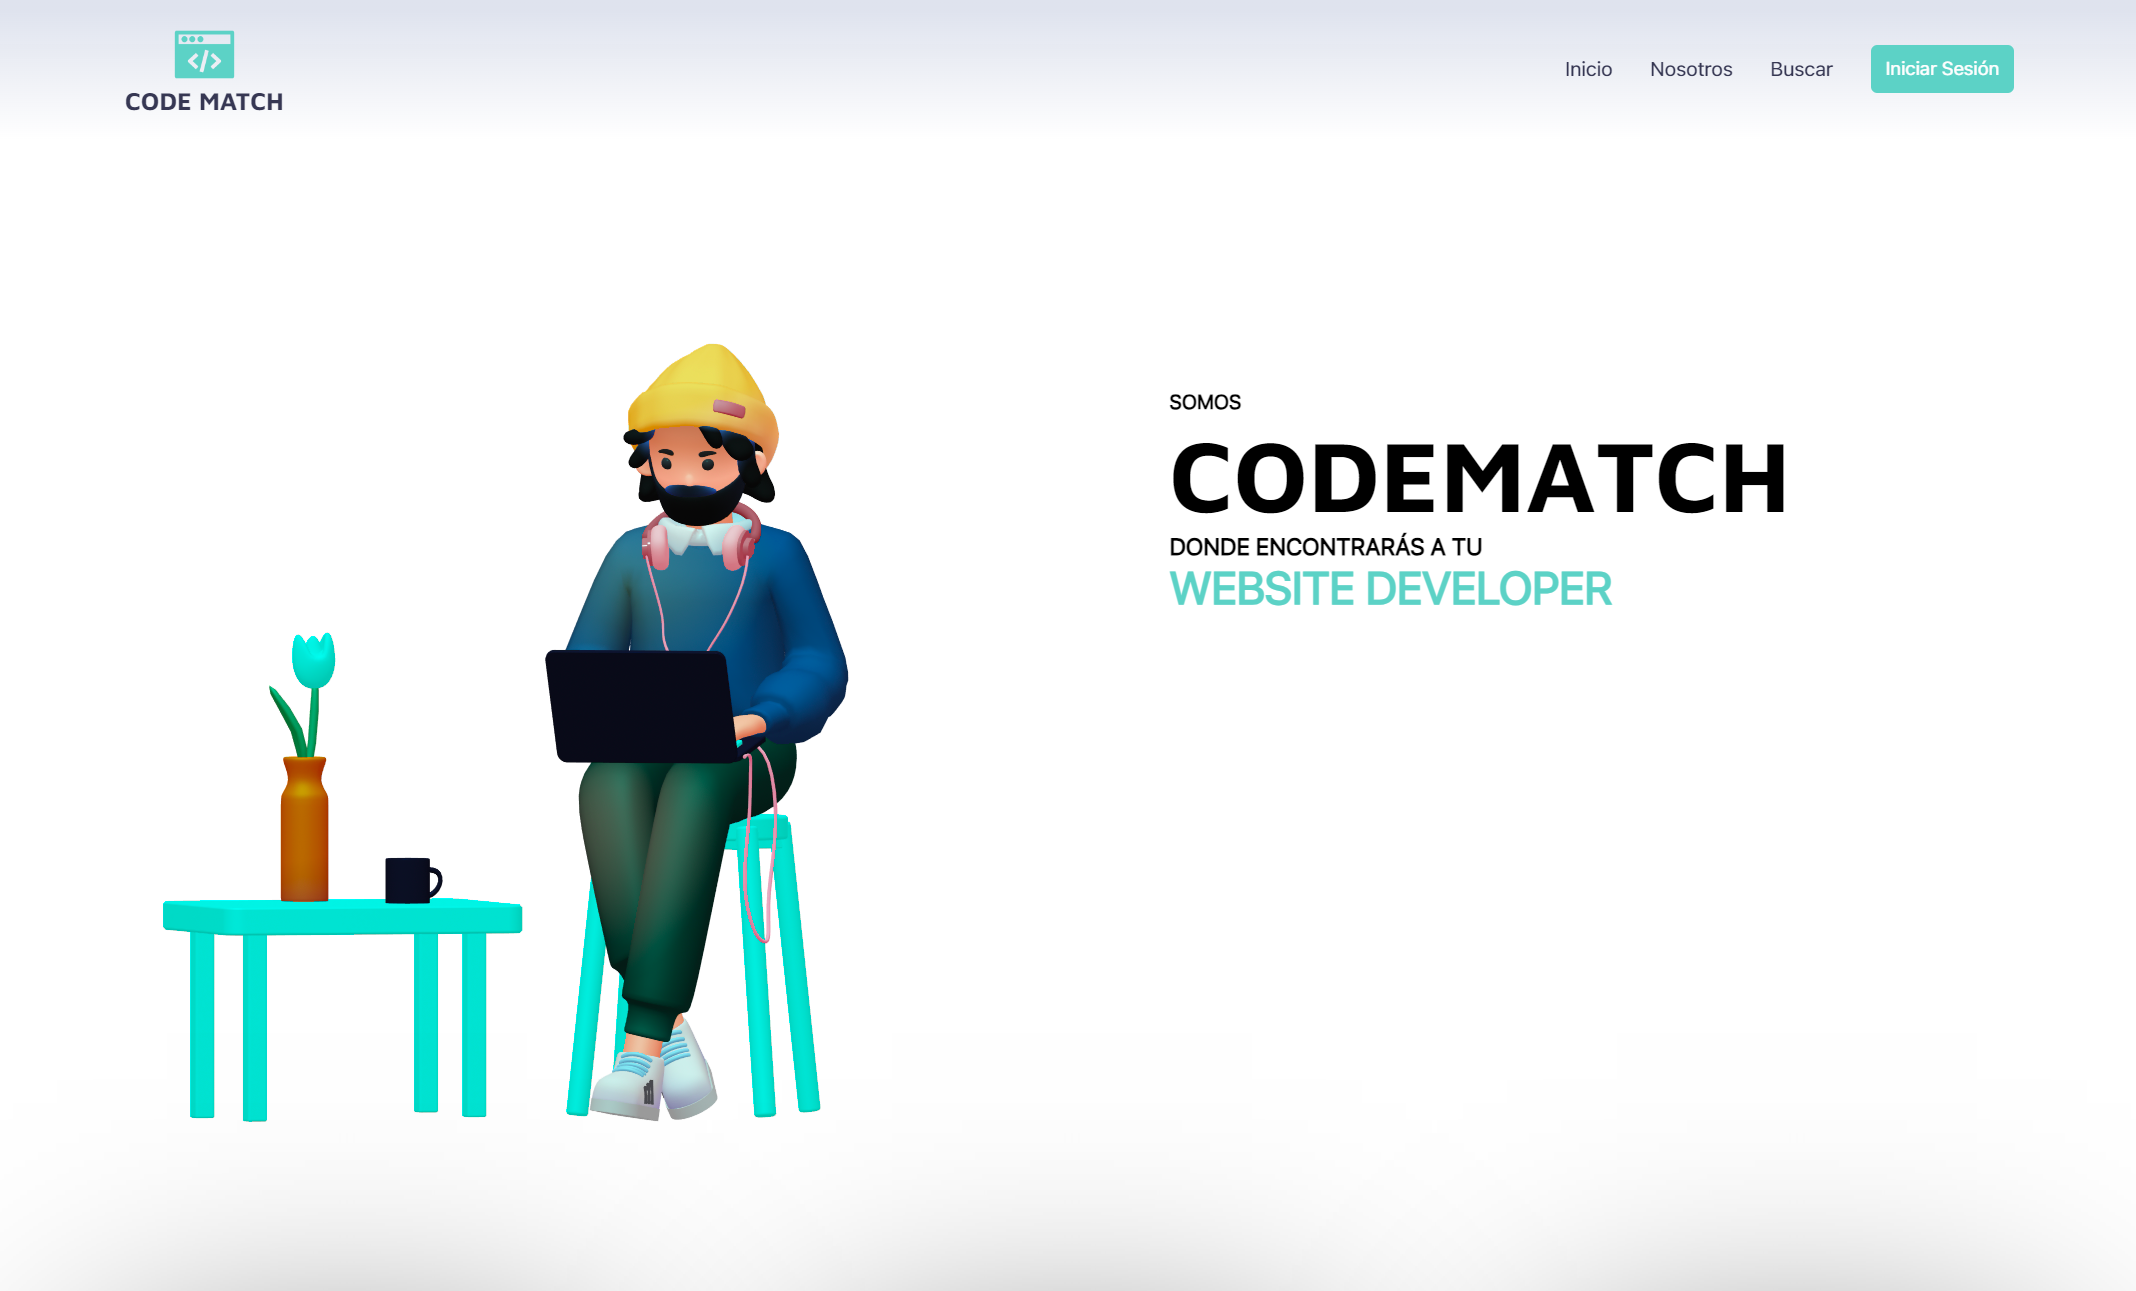 CODE MATCH
Inicio Nosotros Buscar Iniciar Sesión
SOMOS
CODEMATCH
DONDE ENCONTRARÁS A TU
WEBSITE DEVELOPER